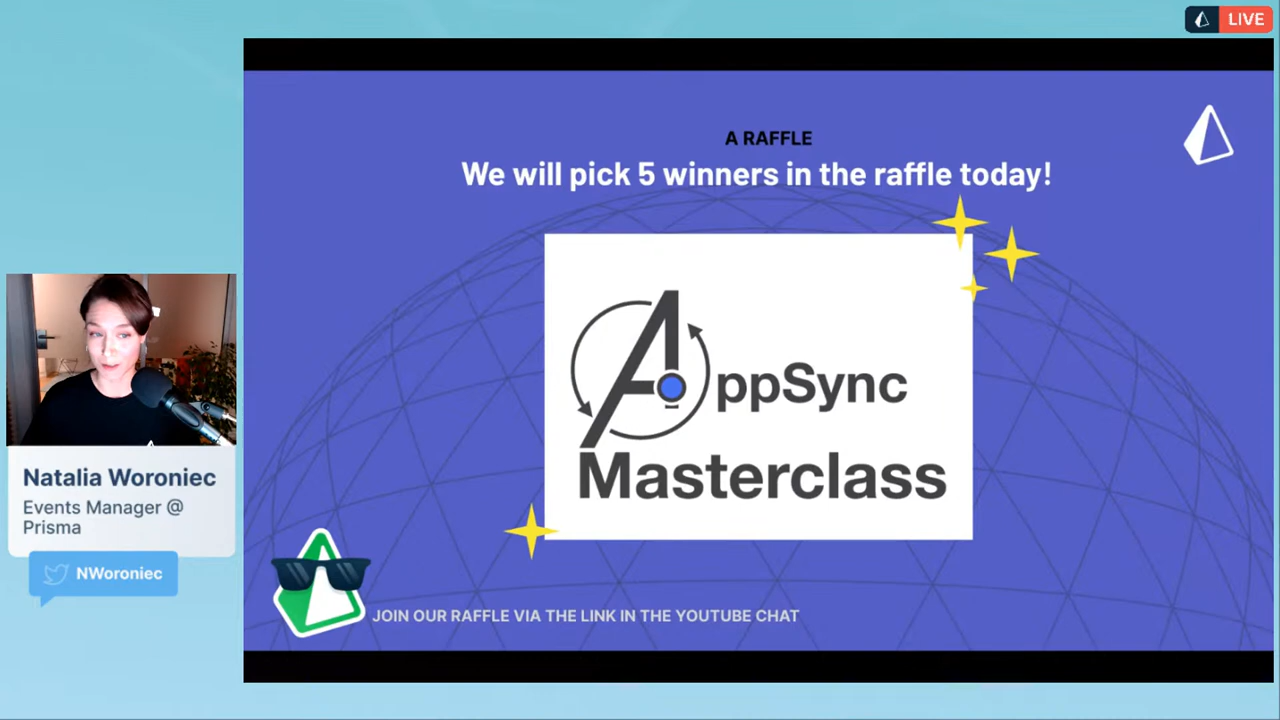 LIVE
A RAFFLE
We will pick 5 winners in the raffle today!
AppSync
Masterclass
Natalia Woroniec
Events Manager @
Prisma
NWoroniec
JOIN OUR RAFFLE VIA THE LINK IN THE YOUTUBE CHAT